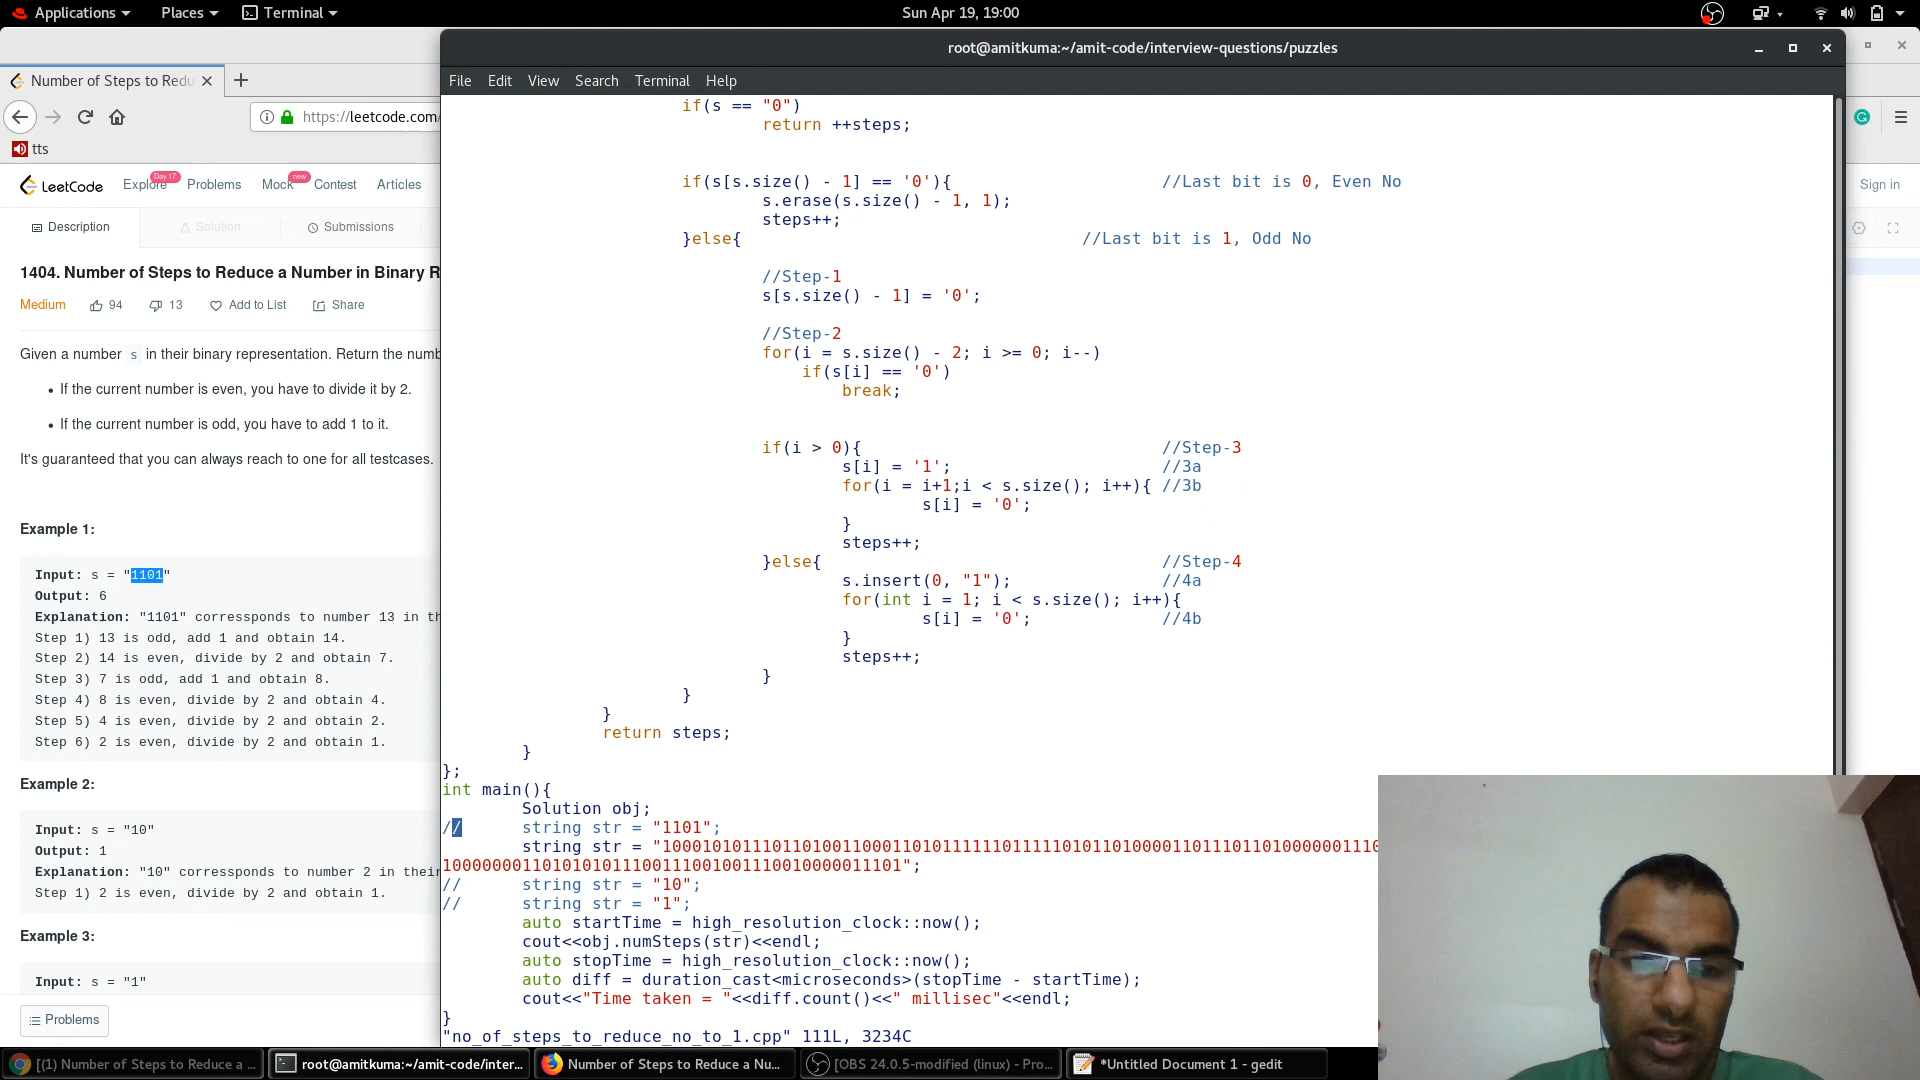 Applications Places Terminal Sun Apr 19, 19:00
root@amitkuma:~/amit-code/interview-questions/puzzles
Number of Steps to Redu
File Edit View Search Terminal Help
https://leetcode.com/
tts
LeetCode Explore Day 17 Problems Mock new Contest Articles Sign in
Description Solution Submissions
1404. Number of Steps to Reduce a Number in Binary R
Medium 94 13 Add to List Share
Given a number s in their binary representation. Return the numb
• If the current number is even, you have to divide it by 2.
• If the current number is odd, you have to add 1 to it.
It's guaranteed that you can always reach to one for all testcases.
Example 1:
Input: s = "1101"
Output: 6
Explanation: "1101" corressponds to number 13 in th
Step 1) 13 is odd, add 1 and obtain 14.
Step 2) 14 is even, divide by 2 and obtain 7.
Step 3) 7 is odd, add 1 and obtain 8.
Step 4) 8 is even, divide by 2 and obtain 4.
Step 5) 4 is even, divide by 2 and obtain 2.
Step 6) 2 is even, divide by 2 and obtain 1.
Example 2:
Input: s = "10"
Output: 1
Explanation: "10" corressponds to number 2 in their
Step 1) 2 is even, divide by 2 and obtain 1.
Example 3:
Input: s = "1"
Problems
if(s == "0")
return ++steps;
if(s[s.size() - 1] == '0'){ //Last bit is 0, Even No
s.erase(s.size() - 1, 1);
steps++;
}else{ //Last bit is 1, Odd No
//Step-1
s[s.size() - 1] = '0';
//Step-2
for(i = s.size() - 2; i >= 0; i--)
if(s[i] == '0')
break;
if(i > 0){ //Step-3
s[i] = '1'; //3a
for(i = i+1;i < s.size(); i++){ //3b
s[i] = '0';
}
steps++;
}else{ //Step-4
s.insert(0, "1"); //4a
for(int i = 1; i < s.size(); i++){
s[i] = '0'; //4b
}
steps++;
}
}
}
return steps;
}
};
int main(){
Solution obj;
// string str = "1101";
string str = "
";
// string str = "10";
// string str = "1";
auto startTime = high_resolution_clock::now();
cout<<obj.numSteps(str)<<endl;
auto stopTime = high_resolution_clock::now();
auto diff = duration_cast<microseconds>(stopTime - startTime);
cout<<"Time taken = "<<diff.count()<<" millisec"<<endl;
}
"no_of_steps_to_reduce_no_to_1.cpp" 111L, 3234C
[(1) Number of Steps to Reduce a ... root@amitkuma:~/amit-code/inter... Number of Steps to Reduce a Nu... [OBS 24.0.5-modified (linux) - Pro... *Untitled Document 1 - gedit